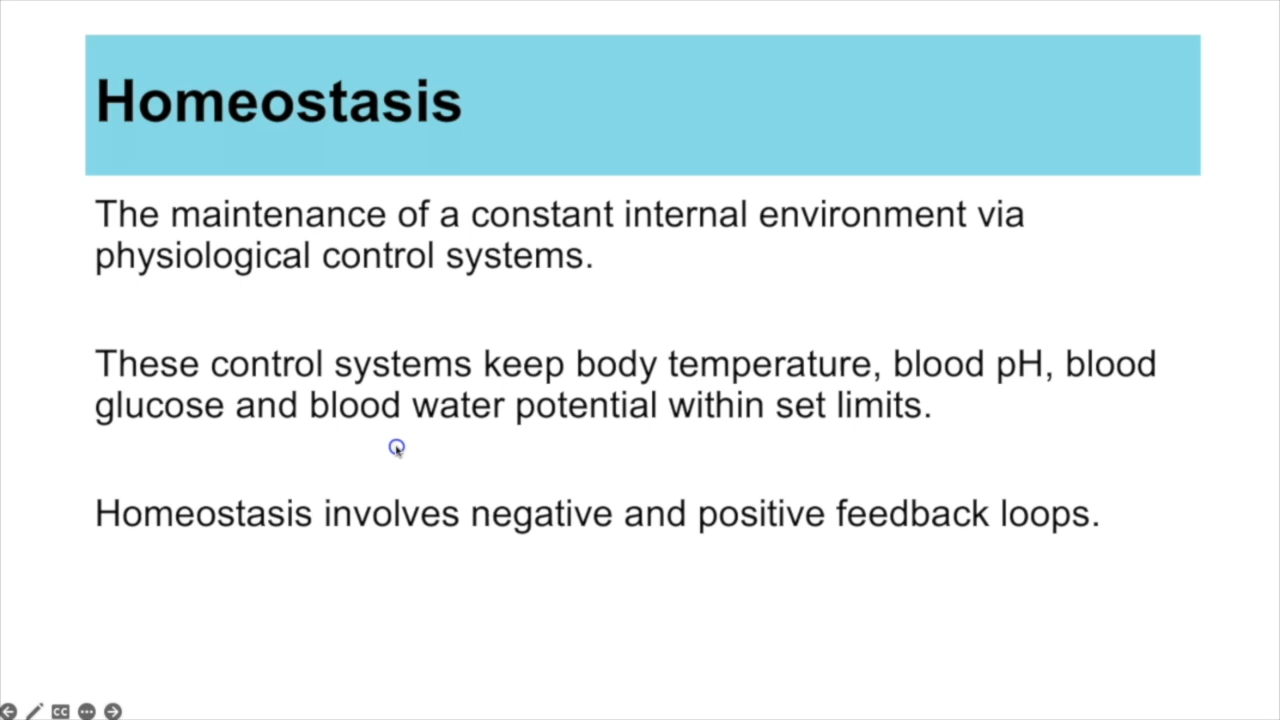 Homeostasis
The maintenance of a constant internal environment via
physiological control systems.
These control systems keep body temperature, blood pH, blood
glucose and blood water potential within set limits.
Homeostasis involves negative and positive feedback loops.
CC